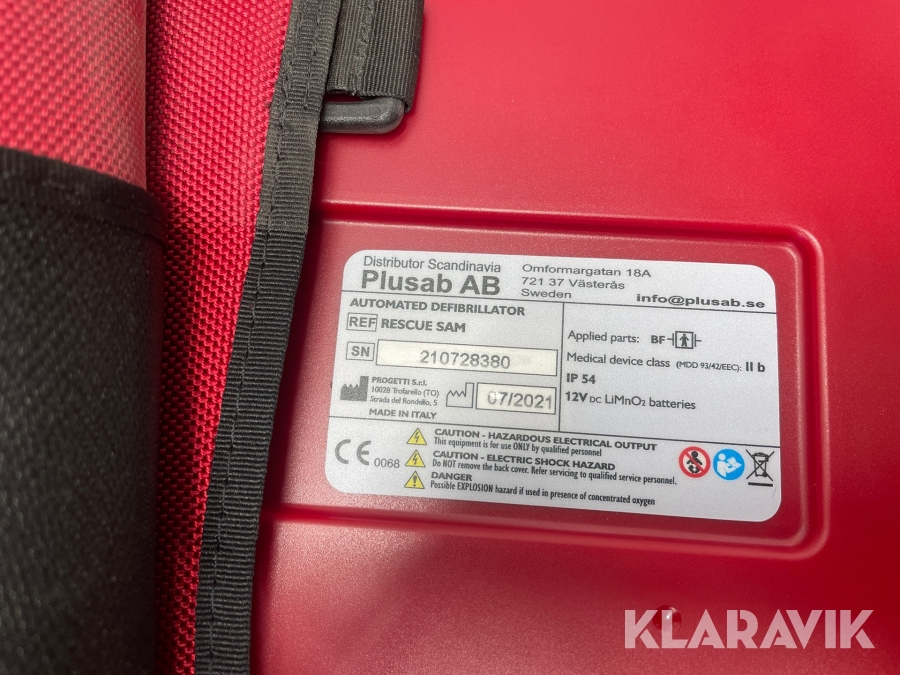 Distributor Scandinavia
Plusab AB
Omformargatan 18A
721 37 Västerås
Sweden
info@plusab.se
AUTOMATED DEFIBRILLATOR
REF RESCUE SAM
SN 210728380
PROGETTI S.r.l.
10028 Trofarello (TO)
Strada del Rondello, 5
07/2021
MADE IN ITALY
Applied parts: BF
Medical device class (MDD 93/42/EEC): II b
IP 54
12V DC LiMnO₂ batteries
CE 0068
CAUTION - HAZARDOUS ELECTRICAL OUTPUT
This equipment is for use ONLY by qualified personnel
CAUTION - ELECTRIC SHOCK HAZARD
Do NOT remove the back cover. Refer servicing to qualified service personnel.
DANGER
Possible EXPLOSION hazard if used in presence of concentrated oxygen
KLARAVIK